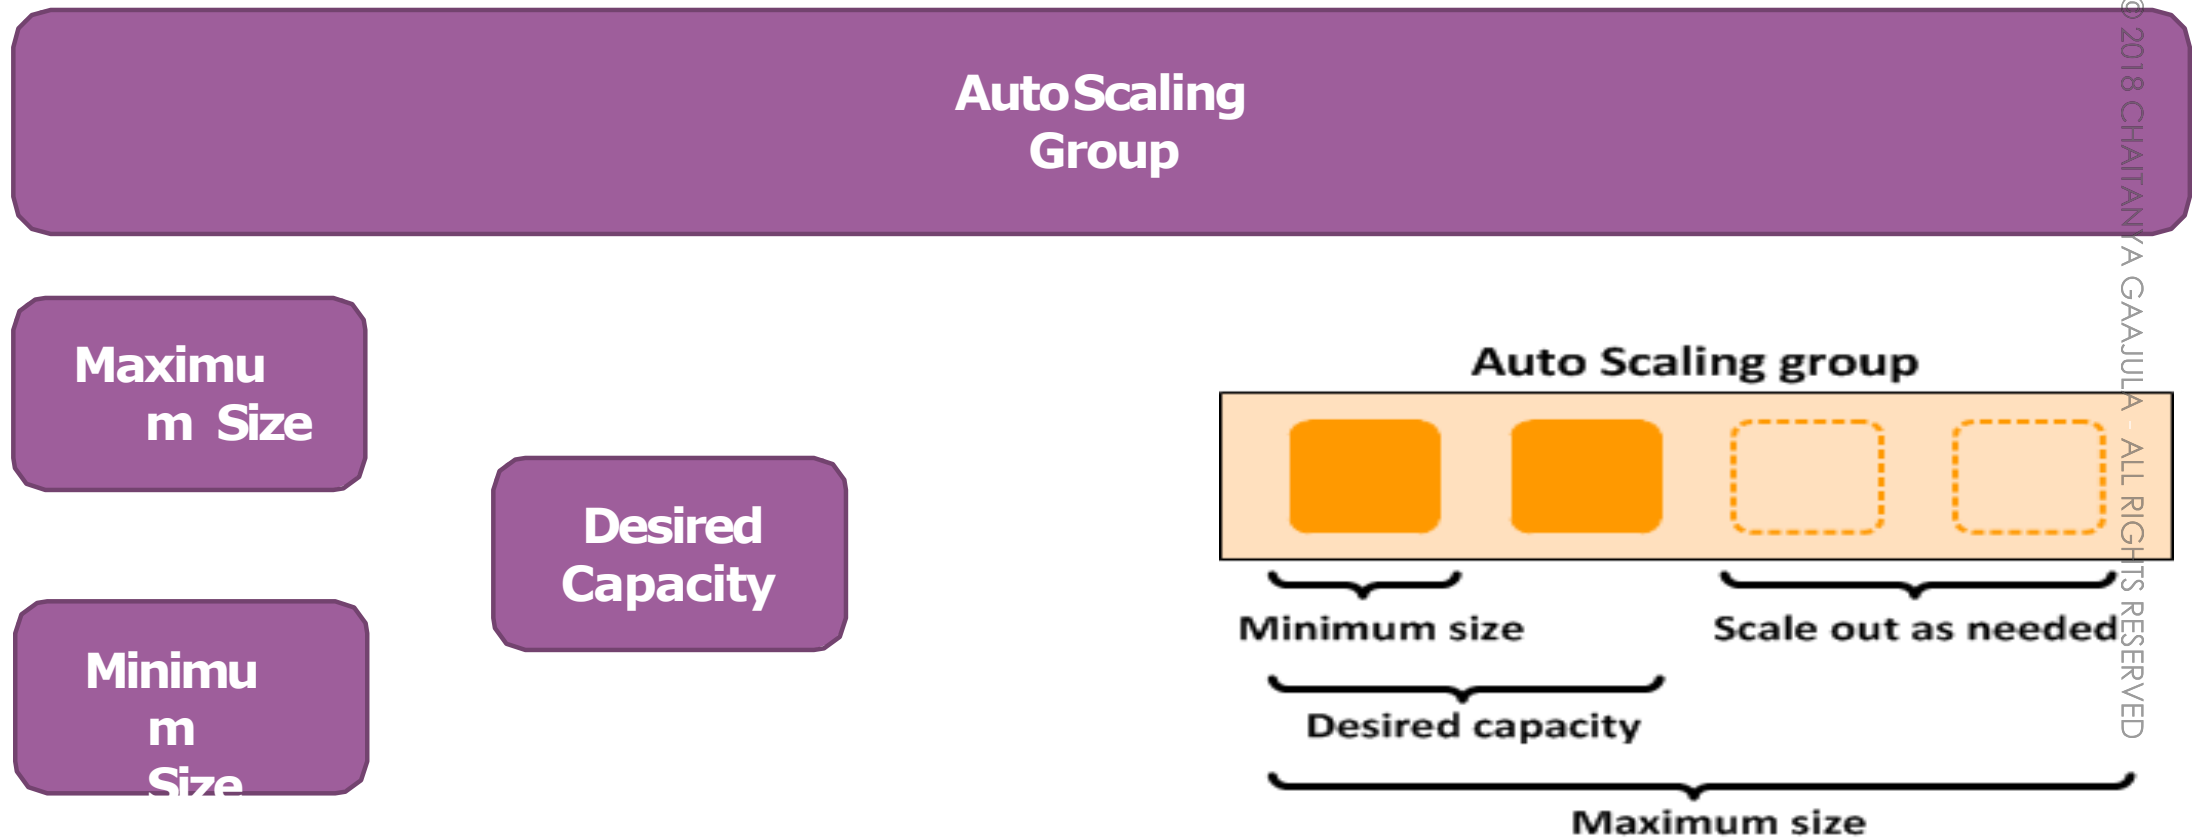 Auto Scaling
Group
Maximu
m Size
Desired
Capacity
Minimu
m
Size
Auto Scaling group
Minimum size
Scale out as needed
Desired capacity
Maximum size
© 2018 CHAITANYA GAAJULA - ALL RIGHTS RESERVED